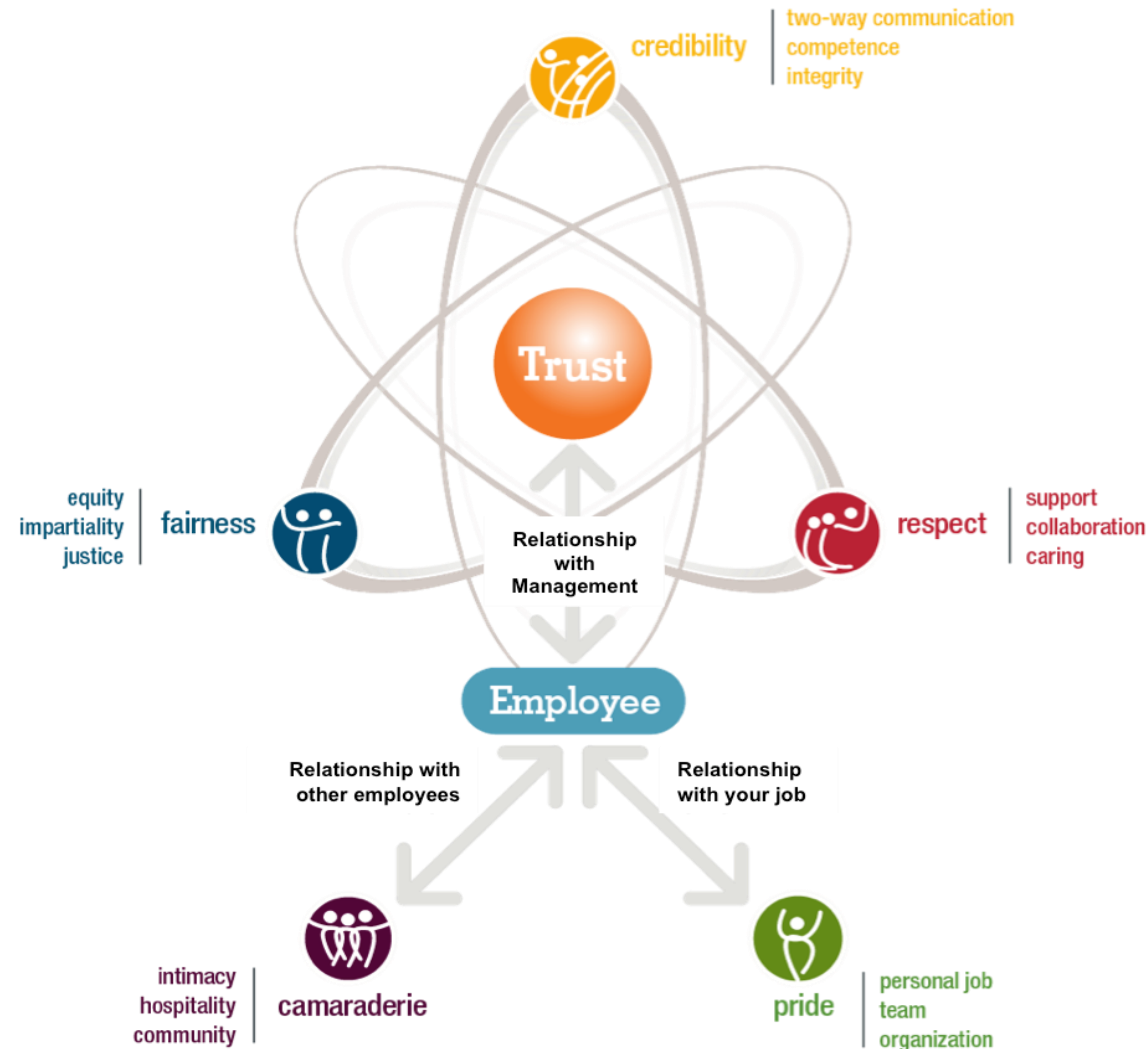 credibility
two-way communication
competence
integrity
Trust
equity
impartiality
justice
fairness
Relationship
with
Management
respect
support
collaboration
caring
Employee
Relationship with
other employees
Relationship
with your job
intimacy
hospitality
community
camaraderie
pride
personal job
team
organization